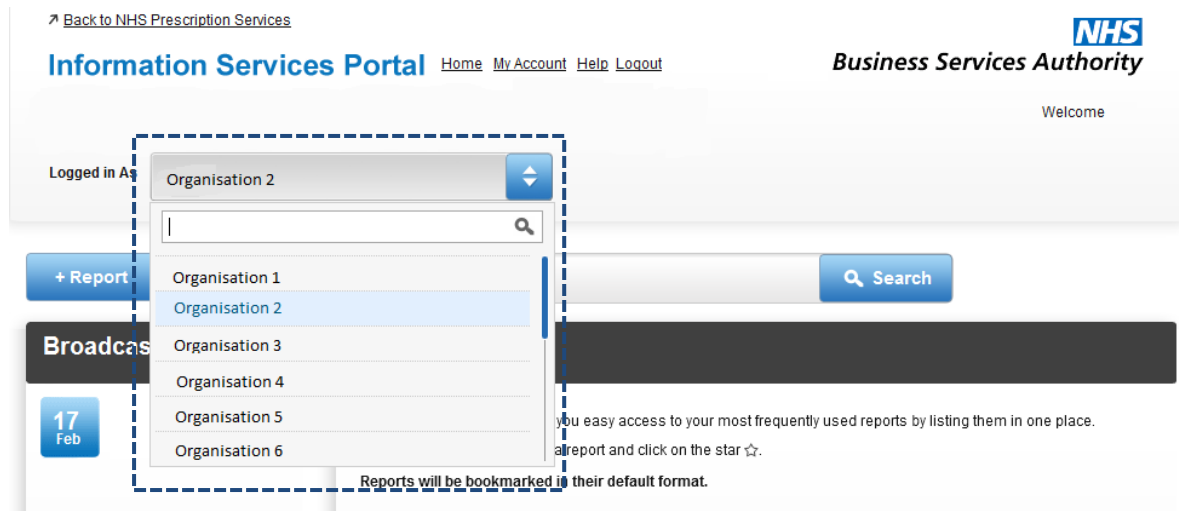 Back to NHS Prescription Services
NHS
Information Services Portal Home My Account Help Logout
Business Services Authority
Welcome
Logged in As
Organisation 2
Organisation 1
+ Report
Search
Organisation 2
Broadcas
Organisation 3
Organisation 4
17
Feb
Organisation 5
you easy access to your most frequently used reports by listing them in one place.
Organisation 6
a report and click on the star ☆.
Reports will be bookmarked in their default format.